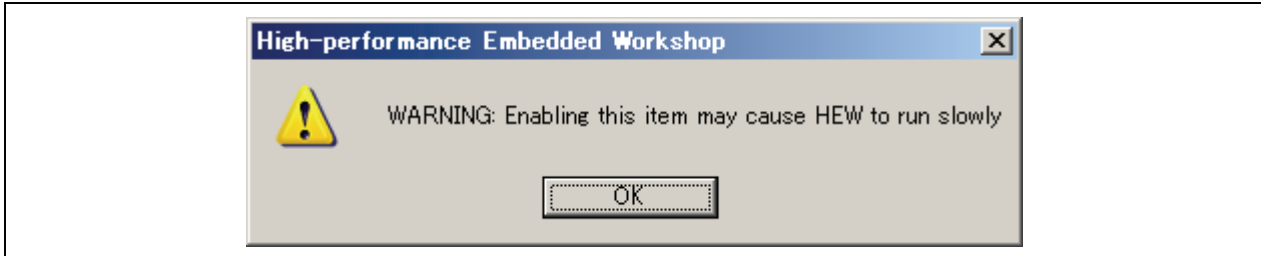 High-performance Embedded Workshop
WARNING: Enabling this item may cause HEW to run slowly
OK